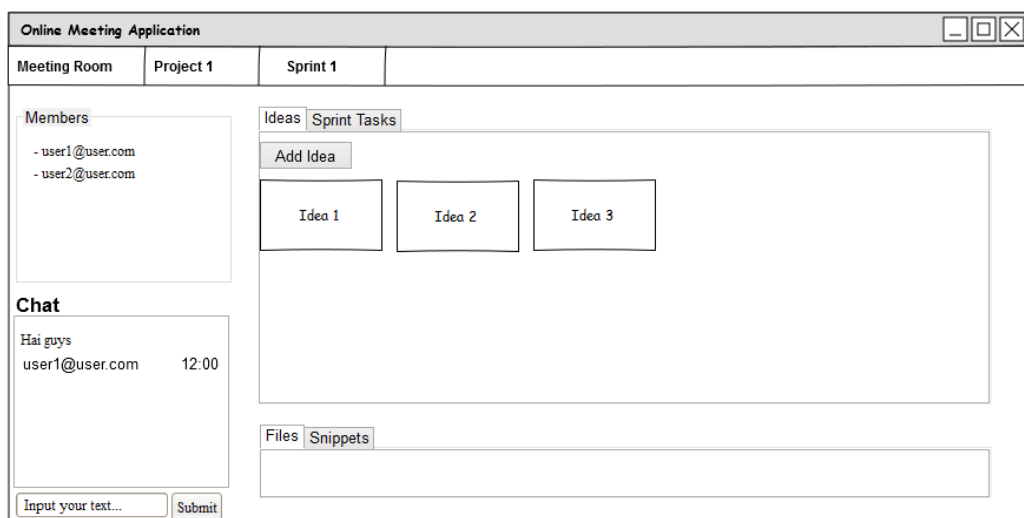 Online Meeting Application
Meeting Room Project 1 Sprint 1
Members
- user1@user.com
- user2@user.com
Chat
Hai guys
user1@user.com 12:00
Input your text... Submit
Ideas Sprint Tasks
Add Idea
Idea 1 Idea 2 Idea 3
Files Snippets